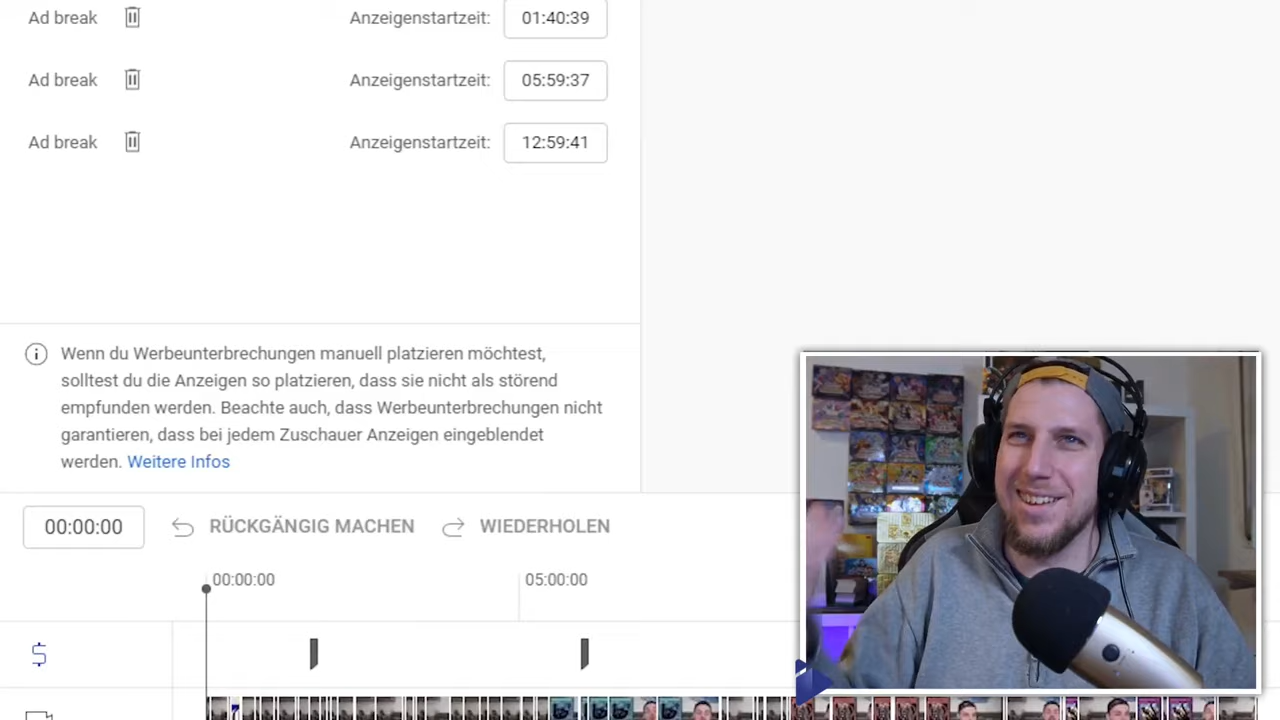 Ad break Anzeigenstartzeit: 01:40:39
Ad break Anzeigenstartzeit: 05:59:37
Ad break Anzeigenstartzeit: 12:59:41
Wenn du Werbeunterbrechungen manuell platzieren möchtest,
solltest du die Anzeigen so platzieren, dass sie nicht als störend
empfunden werden. Beachte auch, dass Werbeunterbrechungen nicht
garantieren, dass bei jedem Zuschauer Anzeigen eingeblendet
werden. Weitere Infos
00:00:00 RÜCKGÄNGIG MACHEN WIEDERHOLEN
00:00:00 05:00:00
$